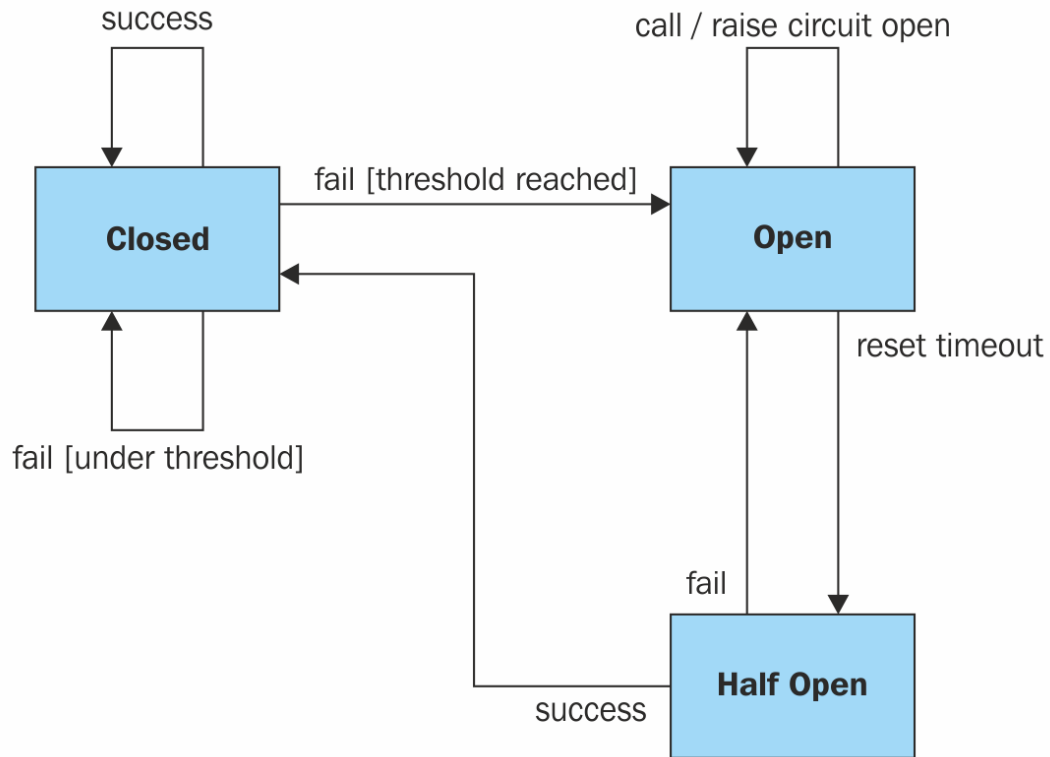 success
call / raise circuit open
fail [threshold reached]
Closed
Open
reset timeout
fail [under threshold]
fail
Half Open
success